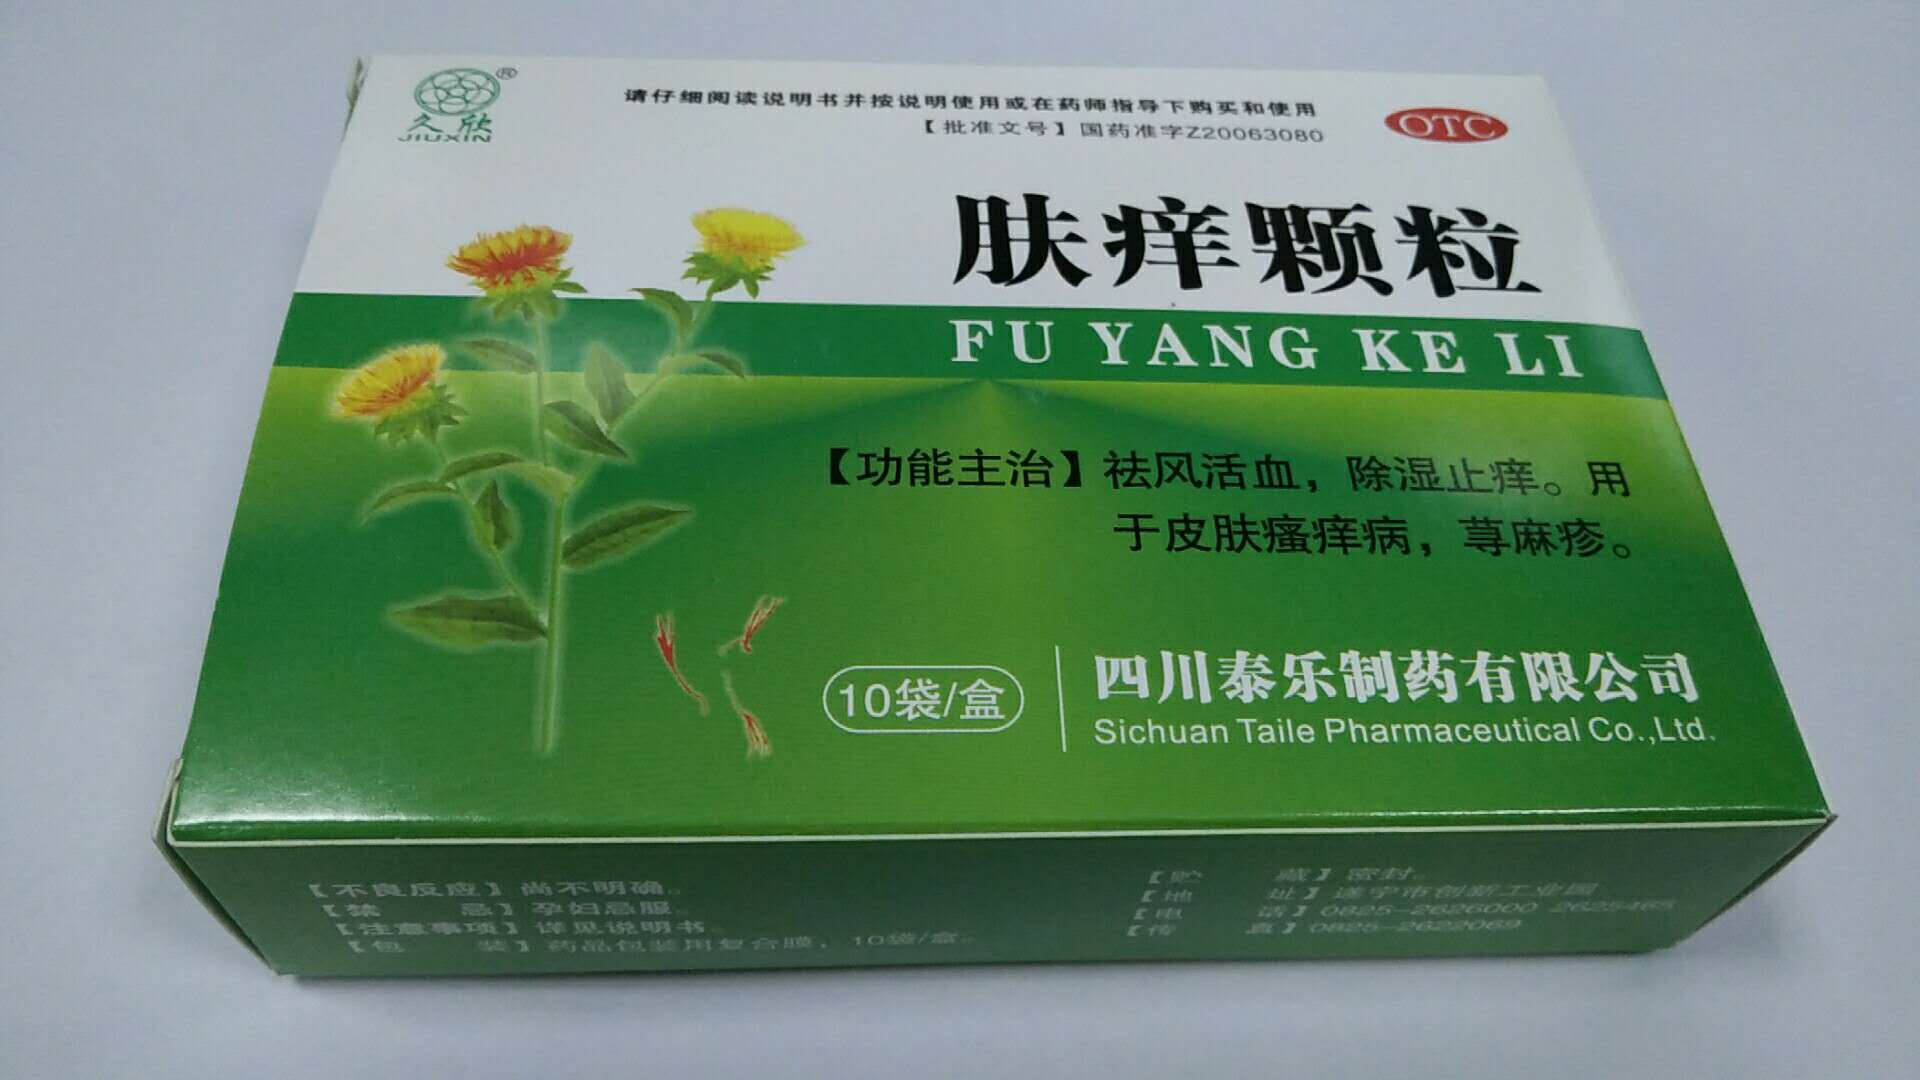 久欣®
JIUXIN
请仔细阅读说明书并按说明使用或在药师指导下购买和使用
【批准文号】国药准字Z20063080
OTC
肤痒颗粒
FU YANG KE LI
【功能主治】祛风活血，除湿止痒。用
于皮肤瘙痒病，荨麻疹。
10袋/盒
四川泰乐制药有限公司
Sichuan Taile Pharmaceutical Co.,Ltd.
【不良反应】尚不明确。
【禁 忌】孕妇忌服。
【注意事项】详见说明书。
【包 装】药品包装用复合膜，10袋/盒。
【贮 藏】密封。
【地 址】遂宁市创新工业园
【电 话】0825-2626000 2625465
【传 真】0825-2622069